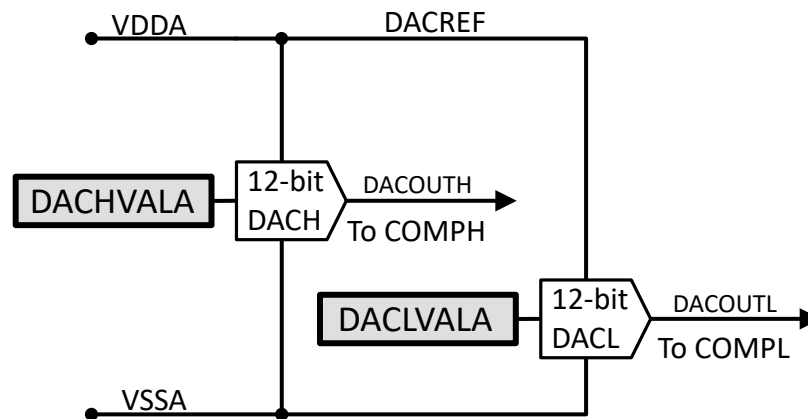 VDDA
DACREF
12-bit
DACH
DACHVALA
DACOUTH
To COMPH
12-bit
DACL
DACLVALA
DACOUTL
To COMPL
VSSA